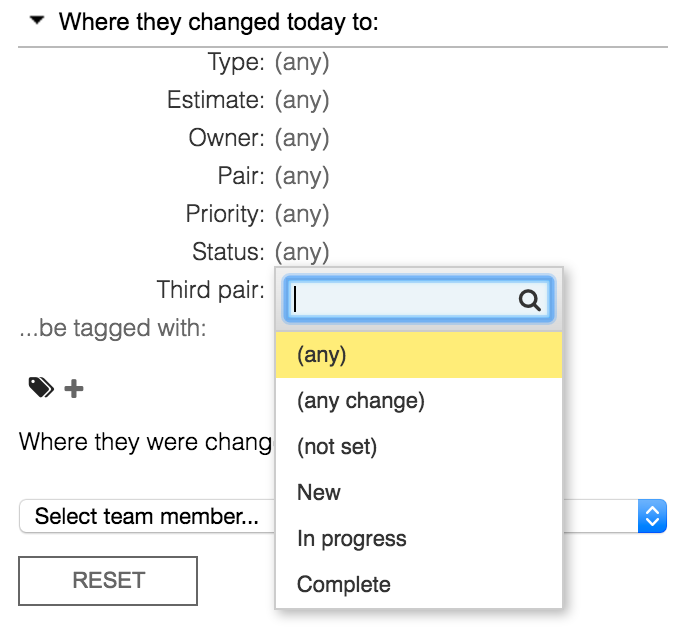 Where they changed today to:
Type: (any)
Estimate: (any)
Owner: (any)
Pair: (any)
Priority: (any)
Status: (any)
Third pair:
...be tagged with:
(any)
(any change)
(not set)
New
In progress
Complete
Where they were chang
Select team member...
RESET